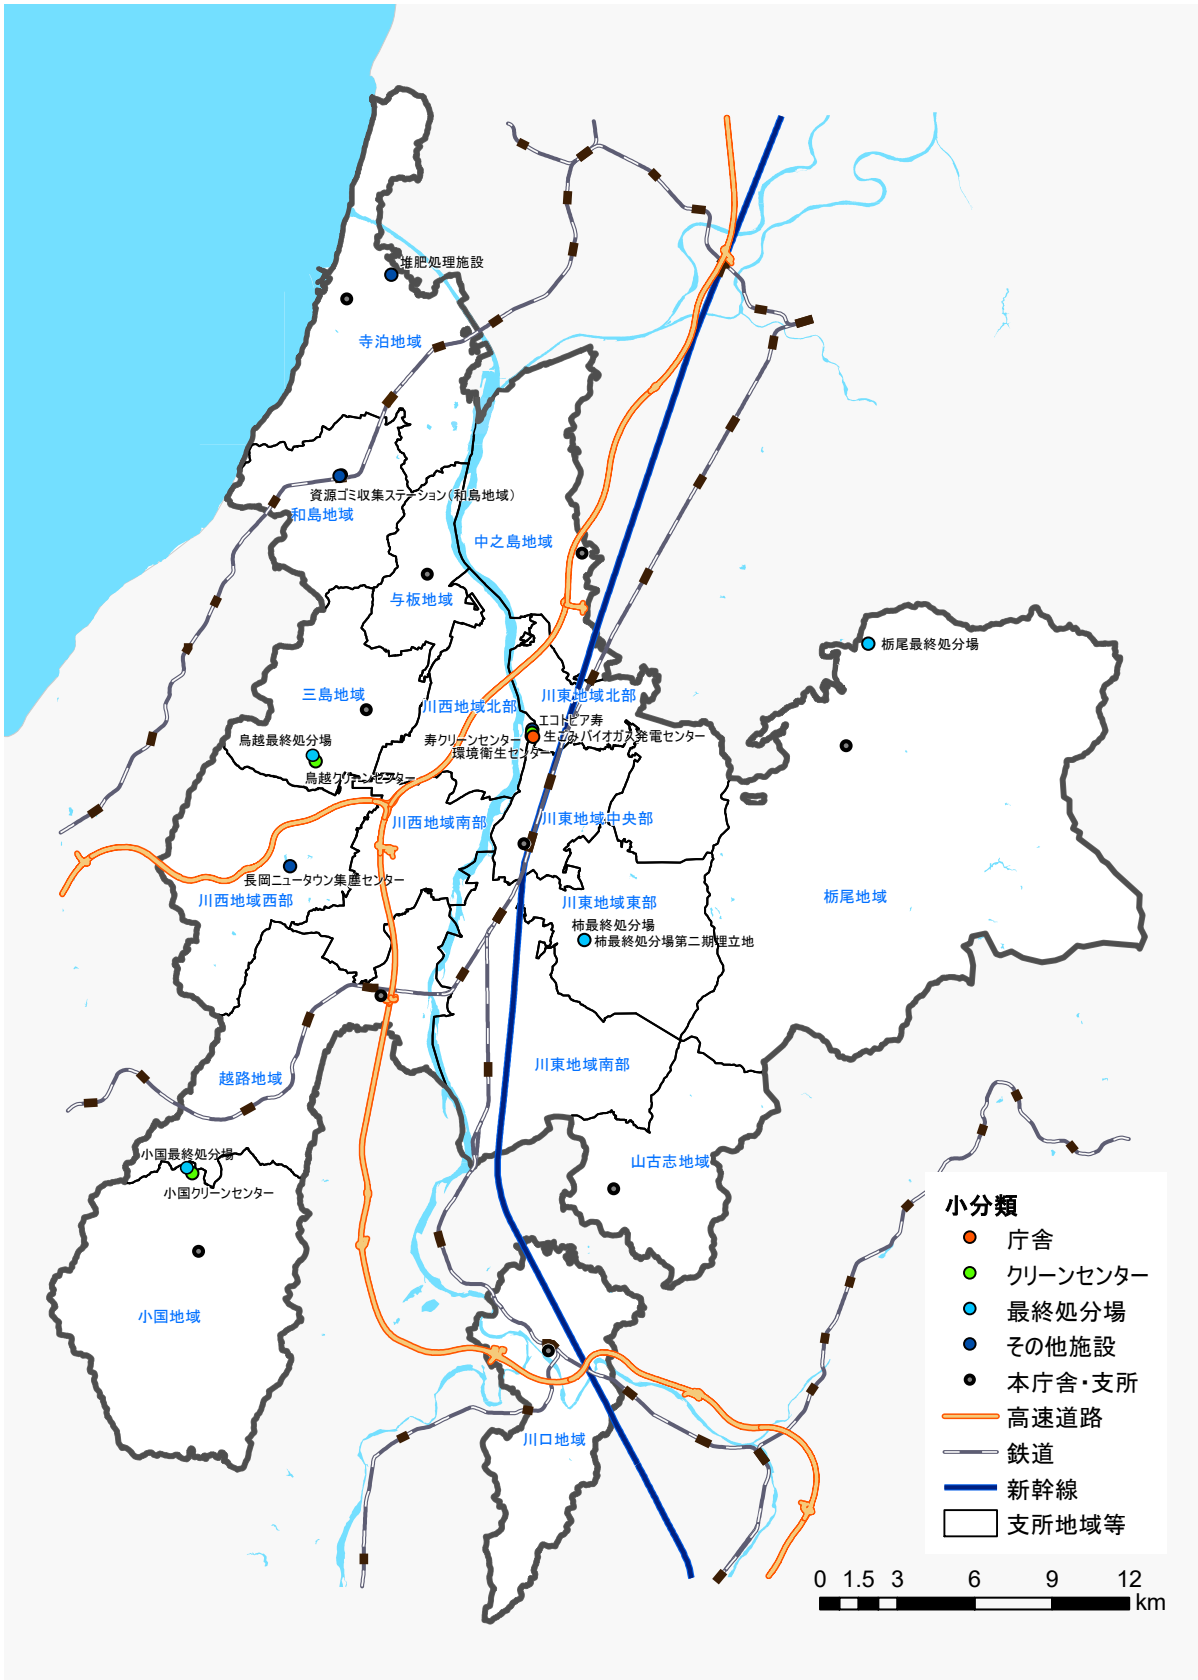 堆肥処理施設
寺泊地域
資源ゴミ収集ステーション(和島地域)
和島地域
中之島地域
与板地域
栃尾最終処分場
三島地域
川西地域北部
川東地域北部
エコトピア寿
寿クリーンセンター
生ごみバイオガス発電センター
環境衛生センター
鳥越最終処分場
鳥越クリーンセンター
川西地域南部
川東地域中央部
長岡ニュータウン集塵センター
川西地域西部
川東地域東部
栃尾地域
柿最終処分場
柿最終処分場第二期埋立地
川東地域南部
越路地域
小国最終処分場
小国クリーンセンター
山古志地域
小国地域
川口地域
小分類
庁舎
クリーンセンター
最終処分場
その他施設
本庁舎・支所
高速道路
鉄道
新幹線
支所地域等
0 1.5 3 6 9 12
km